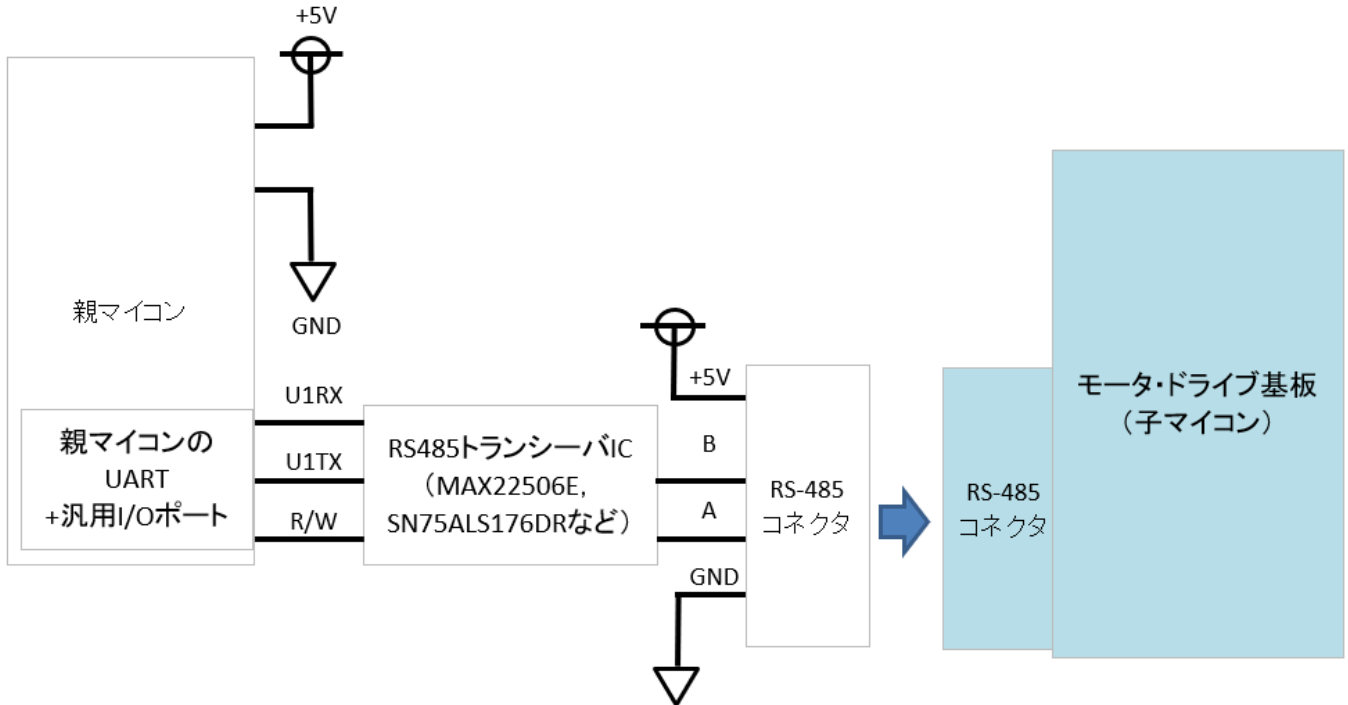 +5V
親マイコン
GND
+5V
U1RX
モータ・ドライブ基板
(子マイコン)
親マイコンの
UART
+汎用I/Oポート
U1TX
R/W
RS485トランシーバIC
(MAX22506E,
SN75ALS176DRなど)
B
A
GND
RS-485
コネクタ
RS-485
コネクタ